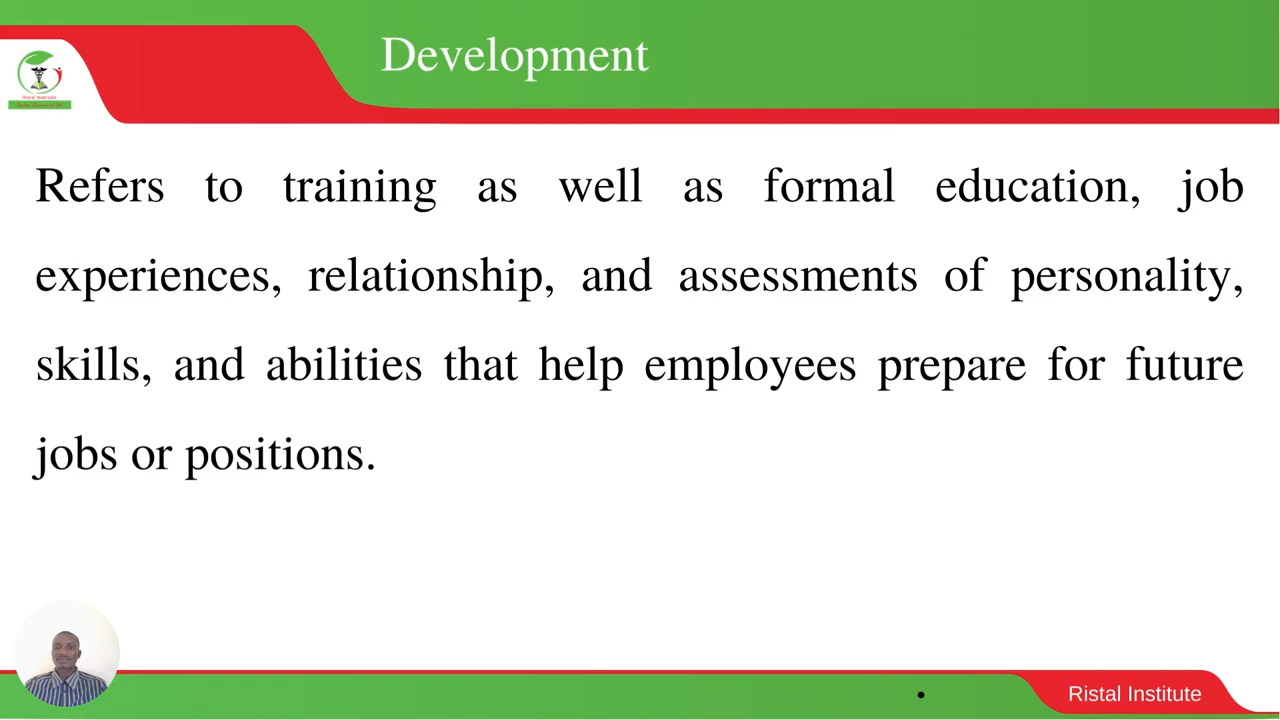 Development
Refers to training as well as formal education, job
experiences, relationship, and assessments of personality,
skills, and abilities that help employees prepare for future
jobs or positions.
Ristal Institute